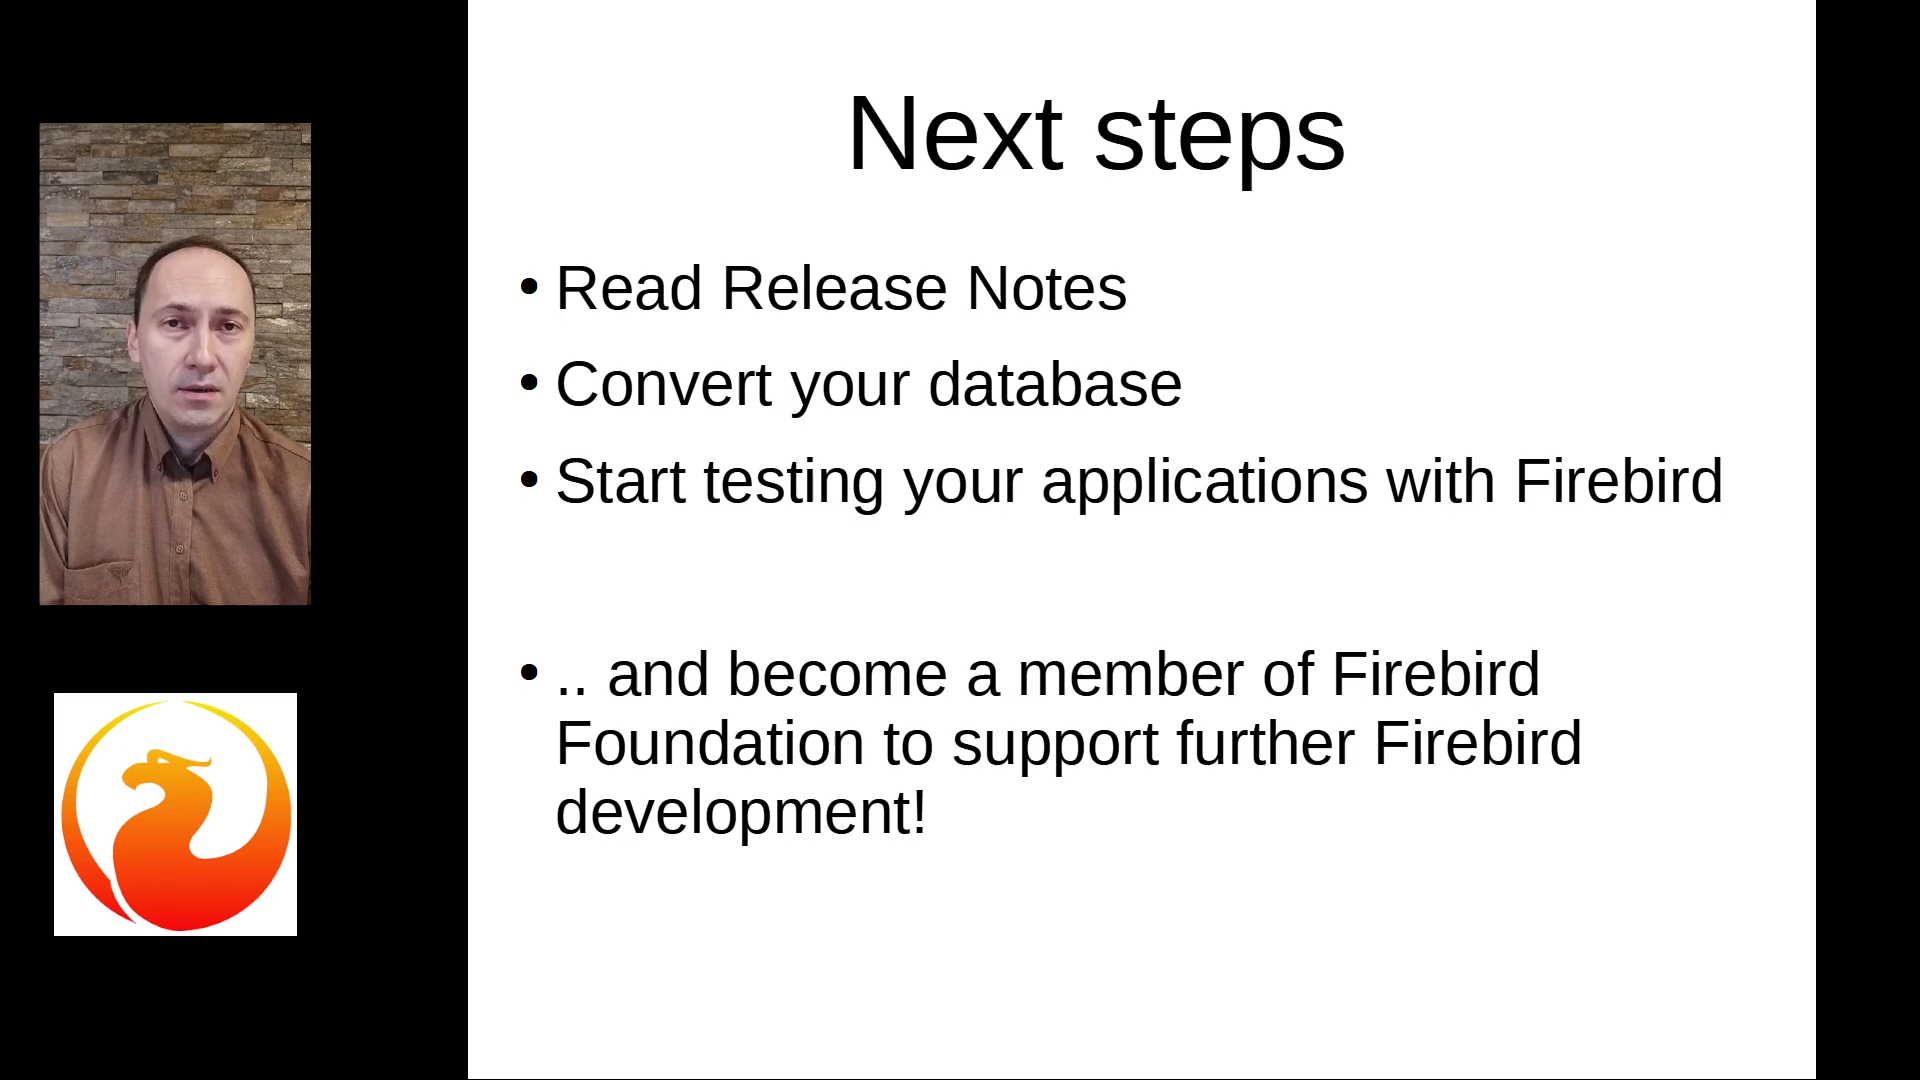 Next steps
• Read Release Notes
• Convert your database
• Start testing your applications with Firebird
• .. and become a member of Firebird
Foundation to support further Firebird
development!